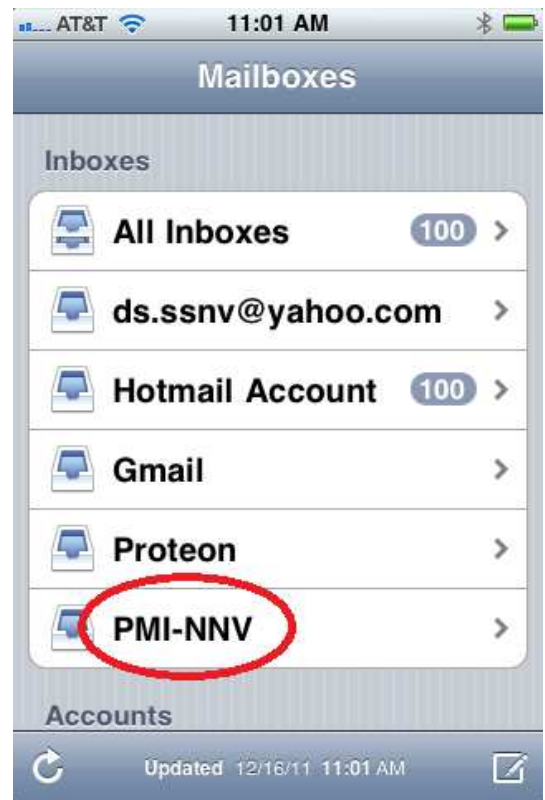 AT&T 11:01 AM
Mailboxes
Inboxes
All Inboxes 100
ds.ssnv@yahoo.com
Hotmail Account 100
Gmail
Proteon
PMI-NNV
Accounts
Updated 12/16/11 11:01 AM